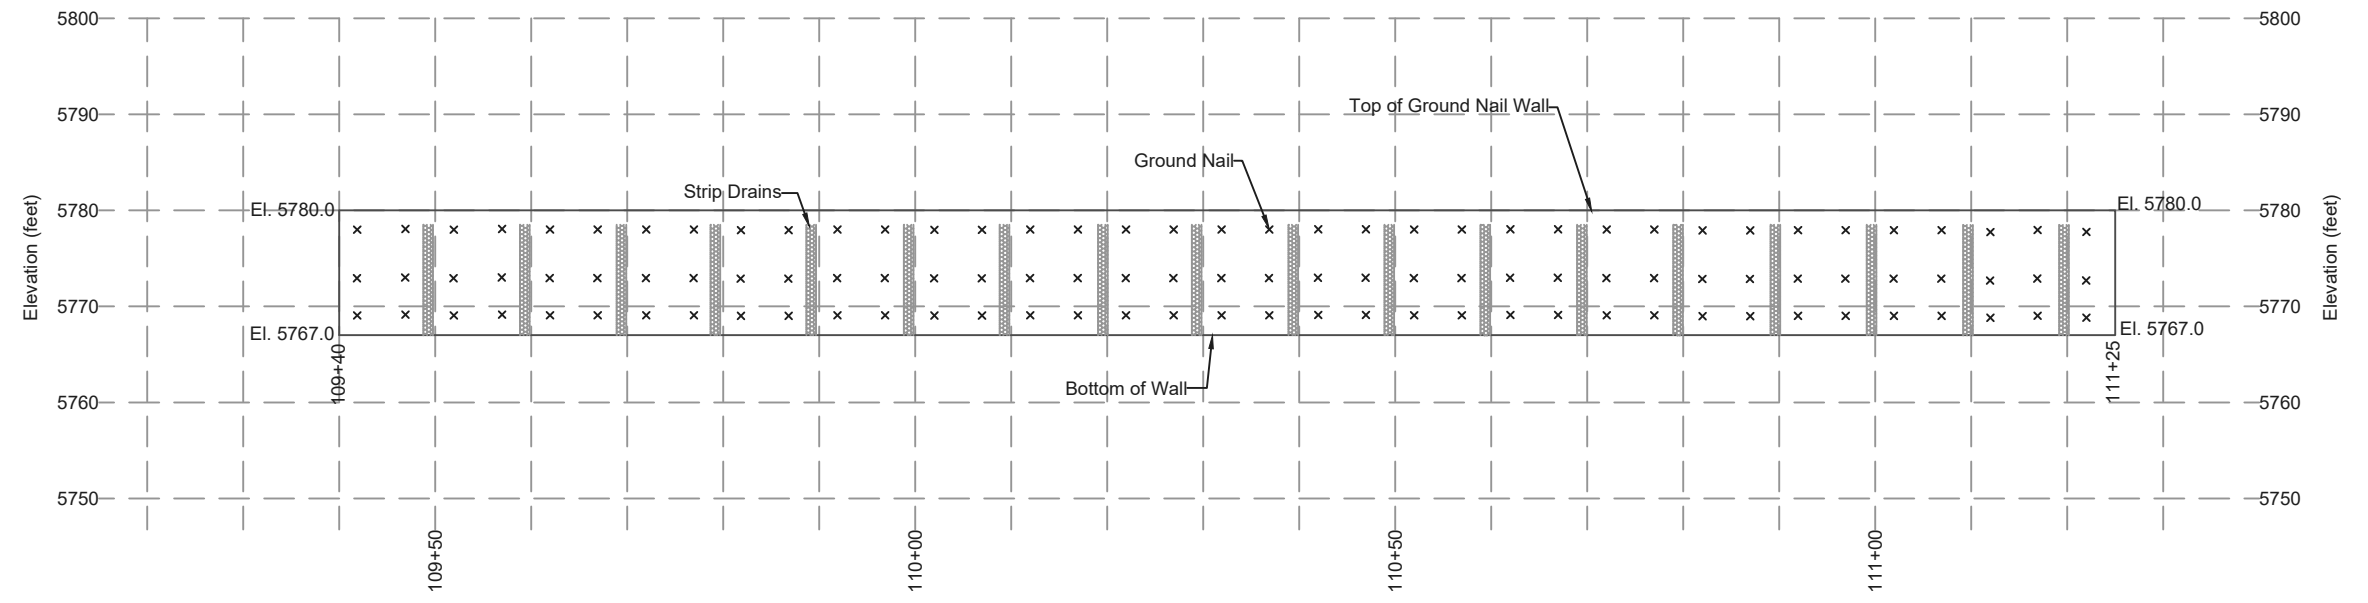 5800
5800
5790
5790
Top of Ground Nail Wall
Ground Nail
Strip Drains
Elevation (feet)
Elevation (feet)
5780
El. 5780.0
El. 5780.0
5780
5770
5770
El. 5767.0
El. 5767.0
109+40
111+25
Bottom of Wall
5760
5760
5750
5750
109+50
110+00
110+50
111+00